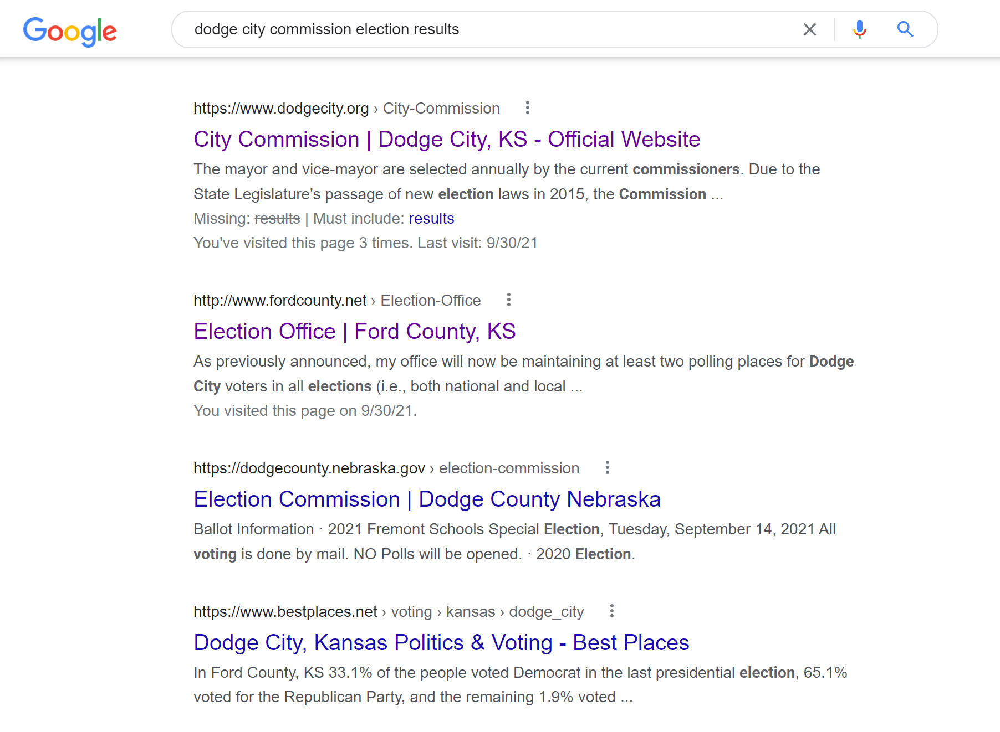 Google
dodge city commission election results
https://www.dodgecity.org › City-Commission
City Commission | Dodge City, KS - Official Website
The mayor and vice-mayor are selected annually by the current commissioners. Due to the
State Legislature's passage of new election laws in 2015, the Commission ...
Missing: results | Must include: results
You've visited this page 3 times. Last visit: 9/30/21
http://www.fordcounty.net › Election-Office
Election Office | Ford County, KS
As previously announced, my office will now be maintaining at least two polling places for Dodge
City voters in all elections (i.e., both national and local ...
You visited this page on 9/30/21.
https://dodgecounty.nebraska.gov › election-commission
Election Commission | Dodge County Nebraska
Ballot Information · 2021 Fremont Schools Special Election, Tuesday, September 14, 2021 All
voting is done by mail. NO Polls will be opened. · 2020 Election.
https://www.bestplaces.net › voting › kansas › dodge_city
Dodge City, Kansas Politics & Voting - Best Places
In Ford County, KS 33.1% of the people voted Democrat in the last presidential election, 65.1%
voted for the Republican Party, and the remaining 1.9% voted ...